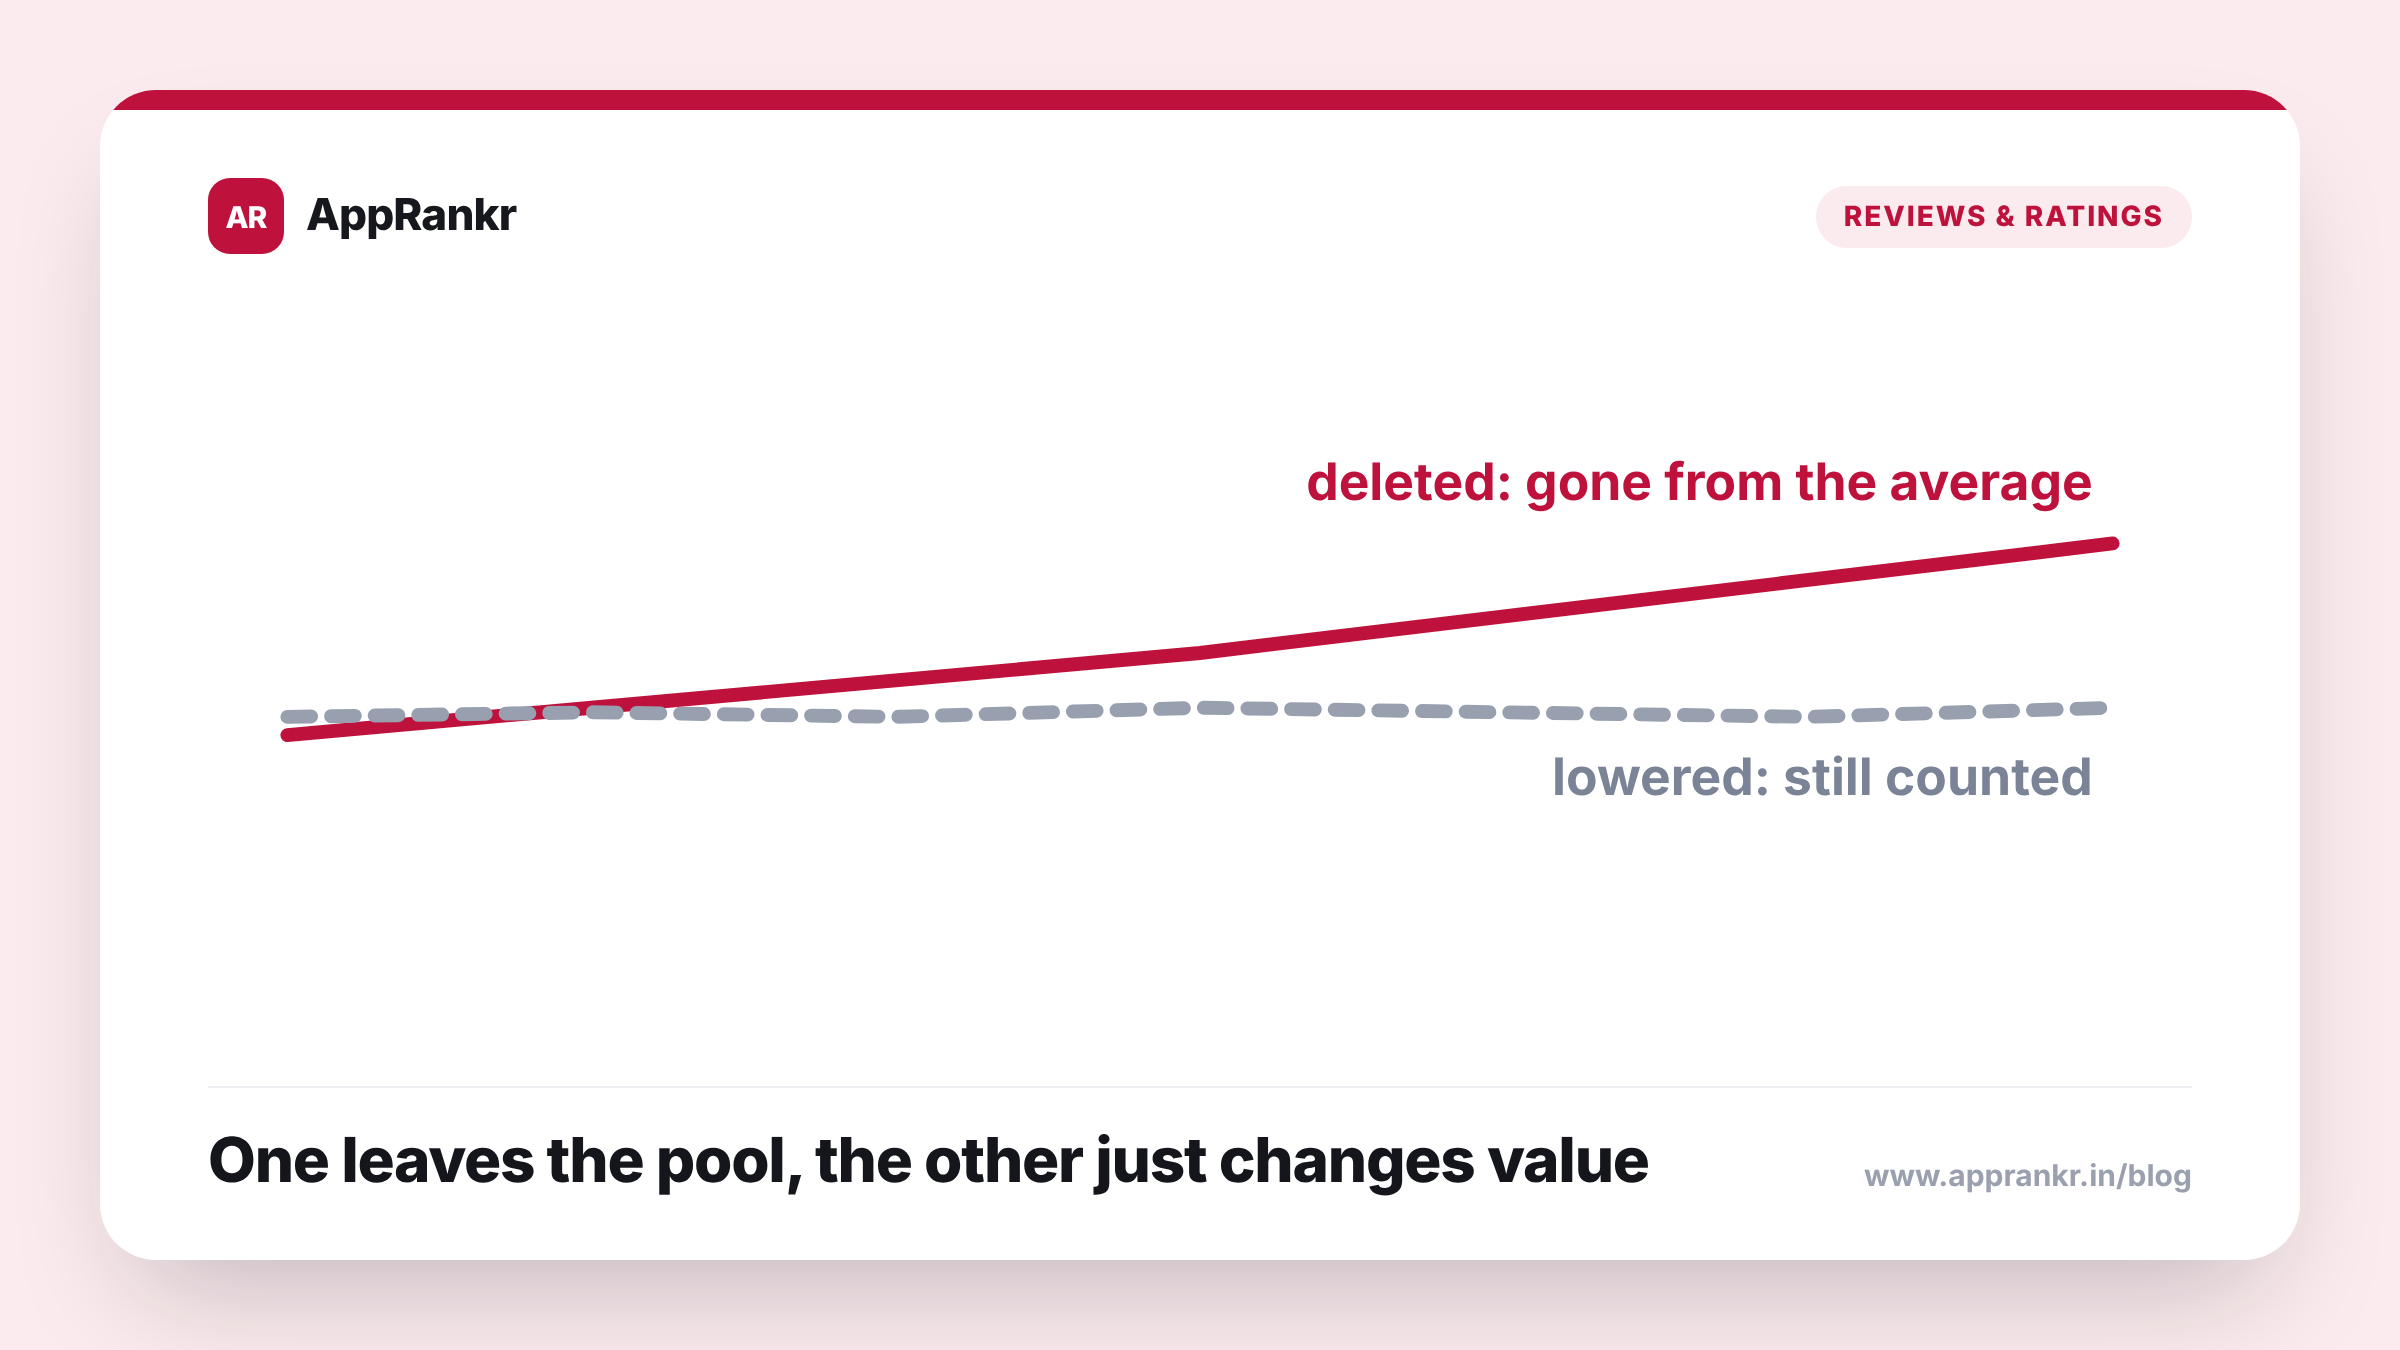 AR AppRankr
REVIEWS & RATINGS
deleted: gone from the average
lowered: still counted
One leaves the pool, the other just changes value
www.apprankr.in/blog